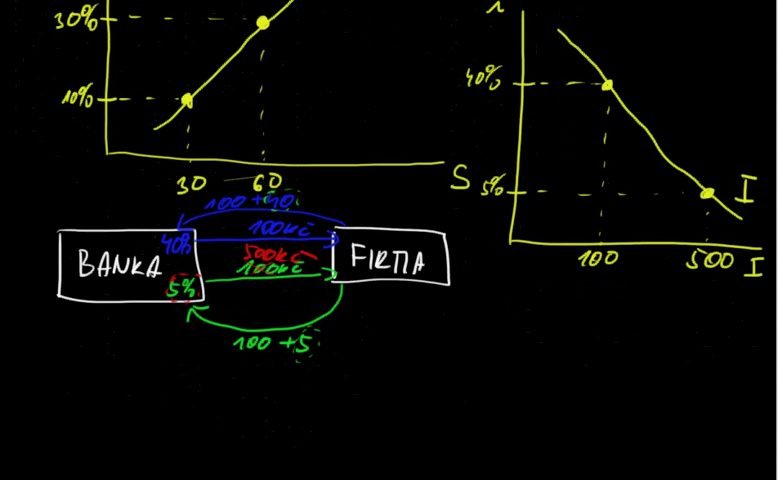 30%
10%
30 60
S
r
40%
5%
100 500 I
I
100 + 40
100kč
40%
500kč
100kč
BANKA
FIRMA
5%
100 + 5